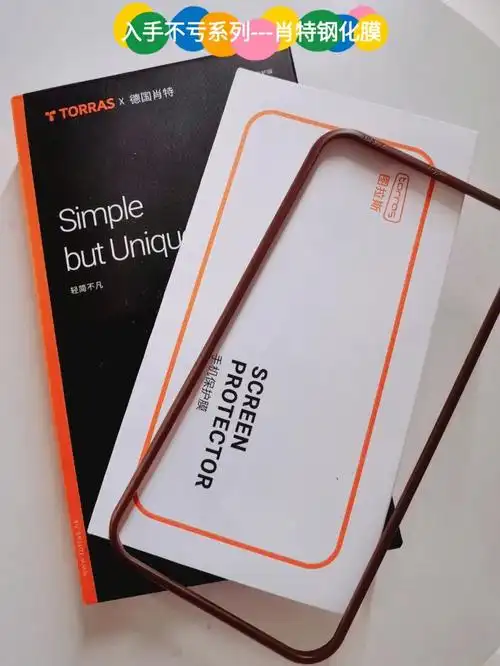 入手不亏系列---肖特钢化膜
TORRAS x 德国肖特
Simple
but Uniqu
轻简不凡
torras
图拉斯
SCREEN
PROTECTOR
手机保护膜